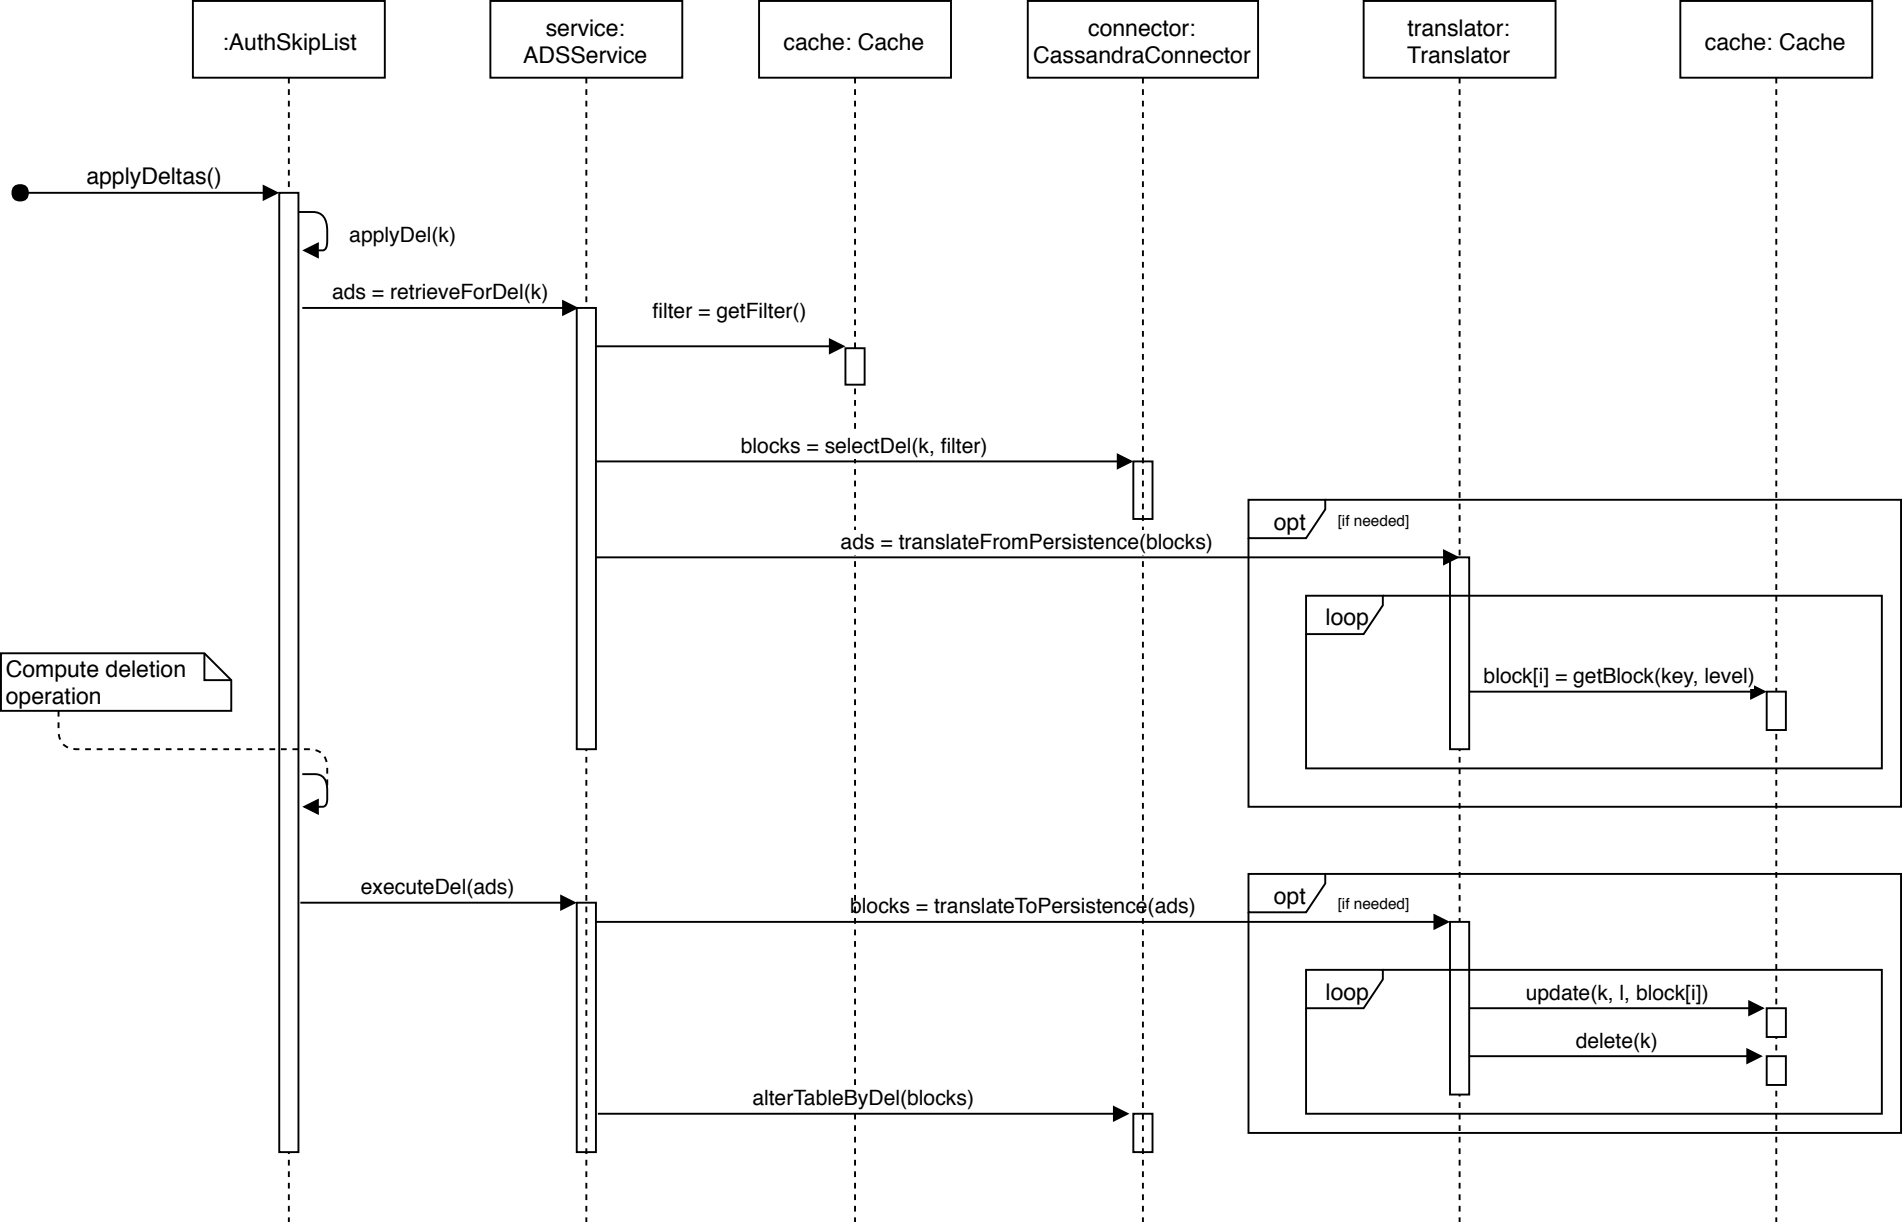 :AuthSkipList
service:
ADSService
cache: Cache
connector:
CassandraConnector
translator:
Translator
cache: Cache
applyDeltas()
applyDel(k)
ads = retrieveForDel(k)
filter = getFilter()
blocks = selectDel(k, filter)
opt
[if needed]
ads = translateFromPersistence(blocks)
loop
Compute deletion
operation
block[i] = getBlock(key, level)
executeDel(ads)
opt
[if needed]
blocks = translateToPersistence(ads)
loop
update(k, l, block[i])
delete(k)
alterTableByDel(blocks)